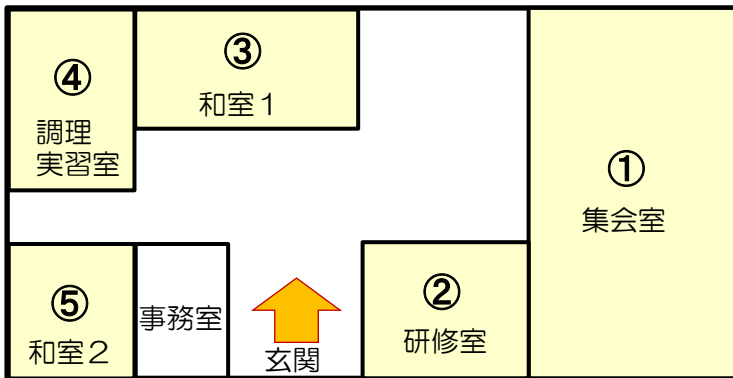 ④
調理
実習室
③
和室１
①
集会室
⑤
和室２
事務室
玄関
②
研修室